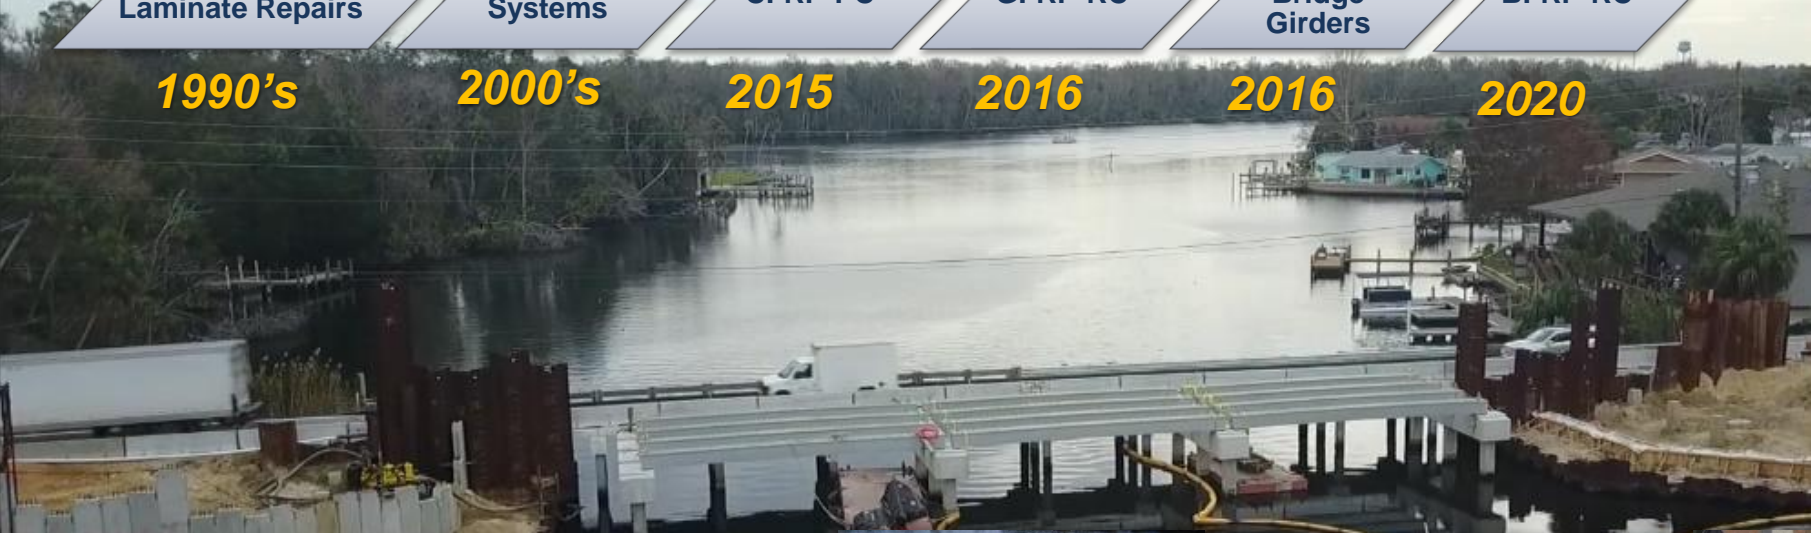 Laminate Repairs
Systems
Girders
1990’s
2000’s
2015
2016
2016
2020